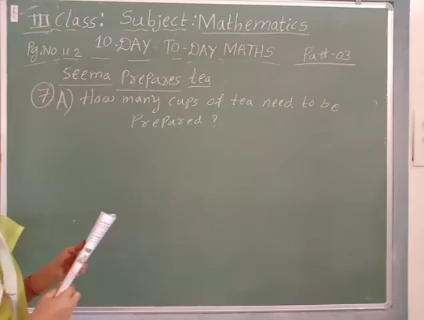 III Class: Subject: Mathematics
Pg.No 112 10.DAY-TO-DAY MATHS Part-03
Seema Prepares tea
7 A) How many cups of tea need to be
Prepared?